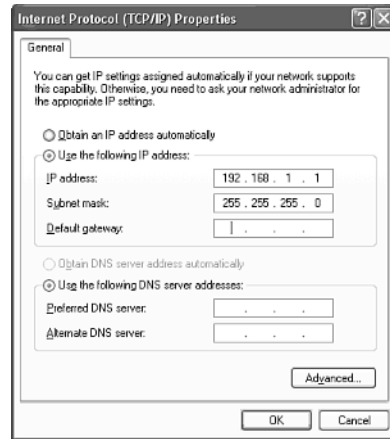 Internet Protocol (TCP/IP) Properties
General
You can get IP settings assigned automatically if your network supports
this capability. Otherwise, you need to ask your network administrator for
the appropriate IP settings.
Obtain an IP address automatically
Use the following IP address:
IP address: 192 . 168 . 1 . 1
Subnet mask: 255 . 255 . 255 . 0
Default gateway: . . .
Obtain DNS server address automatically
Use the following DNS server addresses:
Preferred DNS server: . . .
Alternate DNS server: . . .
Advanced...
OK Cancel